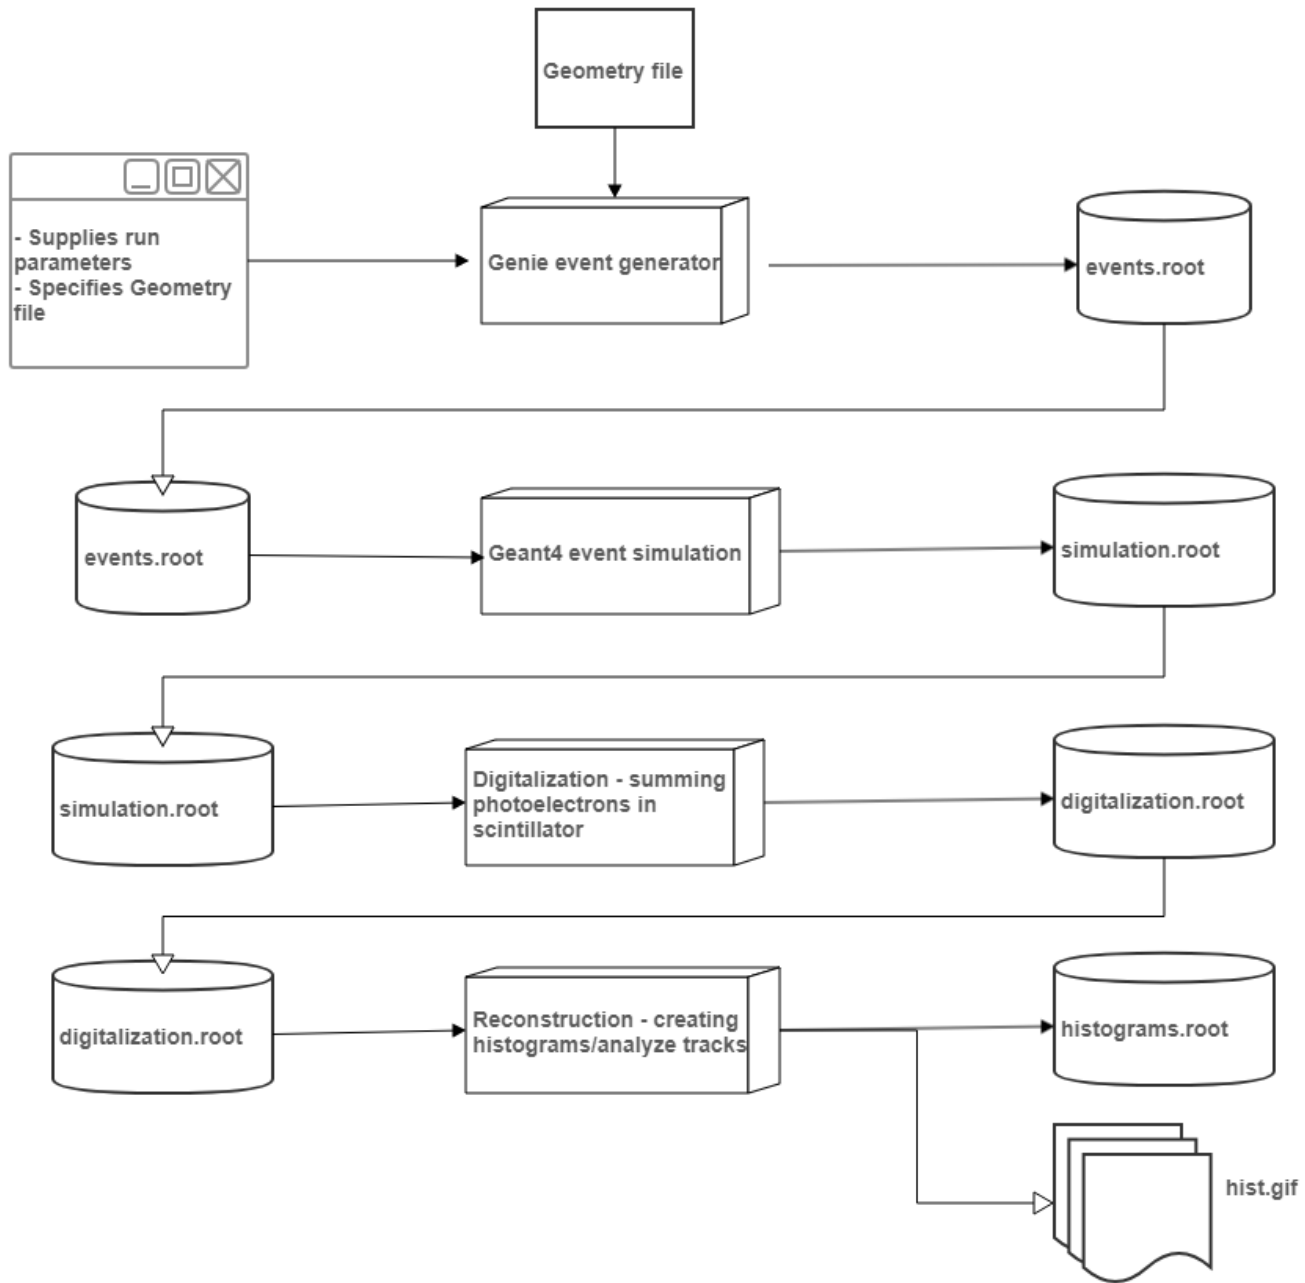 Geometry file
- Supplies run
parameters
- Specifies Geometry
file
Genie event generator
events.root
events.root
Geant4 event simulation
simulation.root
simulation.root
Digitalization - summing
photoelectrons in
scintillator
digitalization.root
digitalization.root
Reconstruction - creating
histograms/analyze tracks
histograms.root
hist.gif